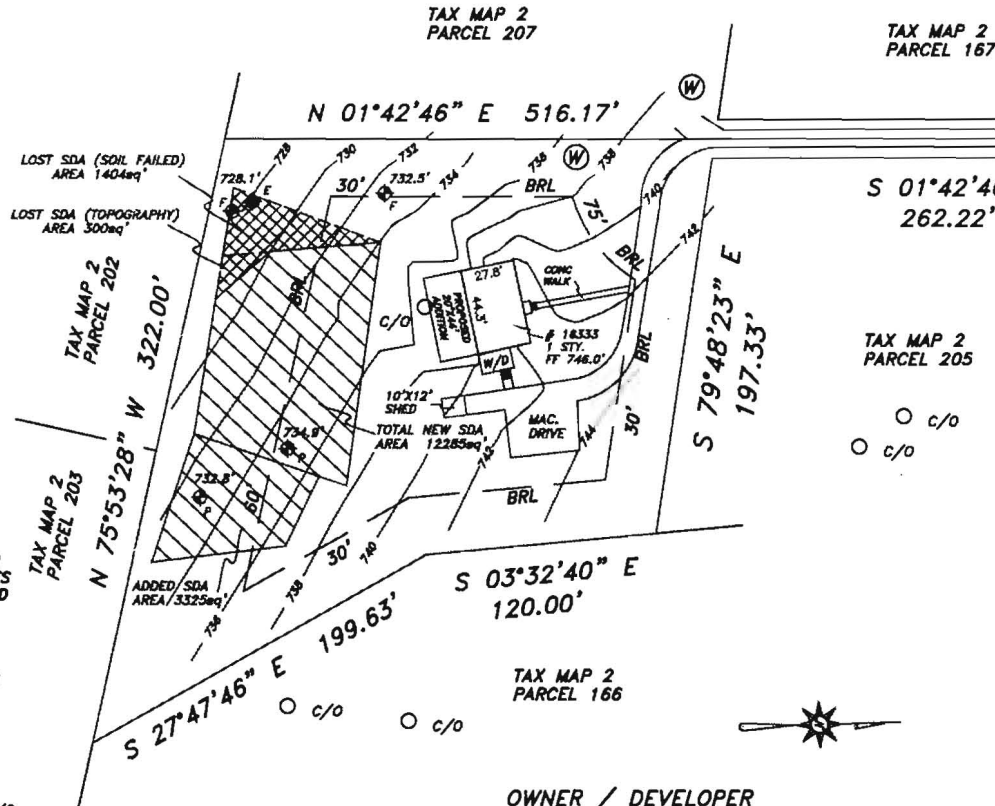 TAX MAP 2
PARCEL 207
TAX MAP 2
PARCEL 167
W
N 01°42'46" E 516.17'
W
LOST SDA (SOIL FAILED)
AREA 1404sq'
728
730
732
734
738
738
728.1'
F
E
30'
732.5'
F
BRL
740
S 01°42'46
262.22'
LOST SDA (TOPOGRAPHY)
AREA 300sq'
75'
742
TAX MAP 2
PARCEL 202
322.00'
BRL
BRL
C/O
27.8'
44.3'
PROPOSED
ADDITION
CONC
WALK
# 18333
1 STY.
FF 746.0'
W/D
BRL
S 79°48'23" E
197.33'
TAX MAP 2
PARCEL 205
10'X12'
SHED
TOTAL NEW SDA
AREA 12285sq'
MAC.
DRIVE
742
744
30'
C/O
C/O
734.9'
P
732.8'
P
60'
BRL
N 75°53'28" W
TAX MAP 2
PARCEL 203
30'
740
738
736
ADDED SDA
AREA 3325sq'
S 03°32'40" E
120.00'
S 27°47'46" E 199.63'
C/O
C/O
TAX MAP 2
PARCEL 166
OWNER / DEVELOPER